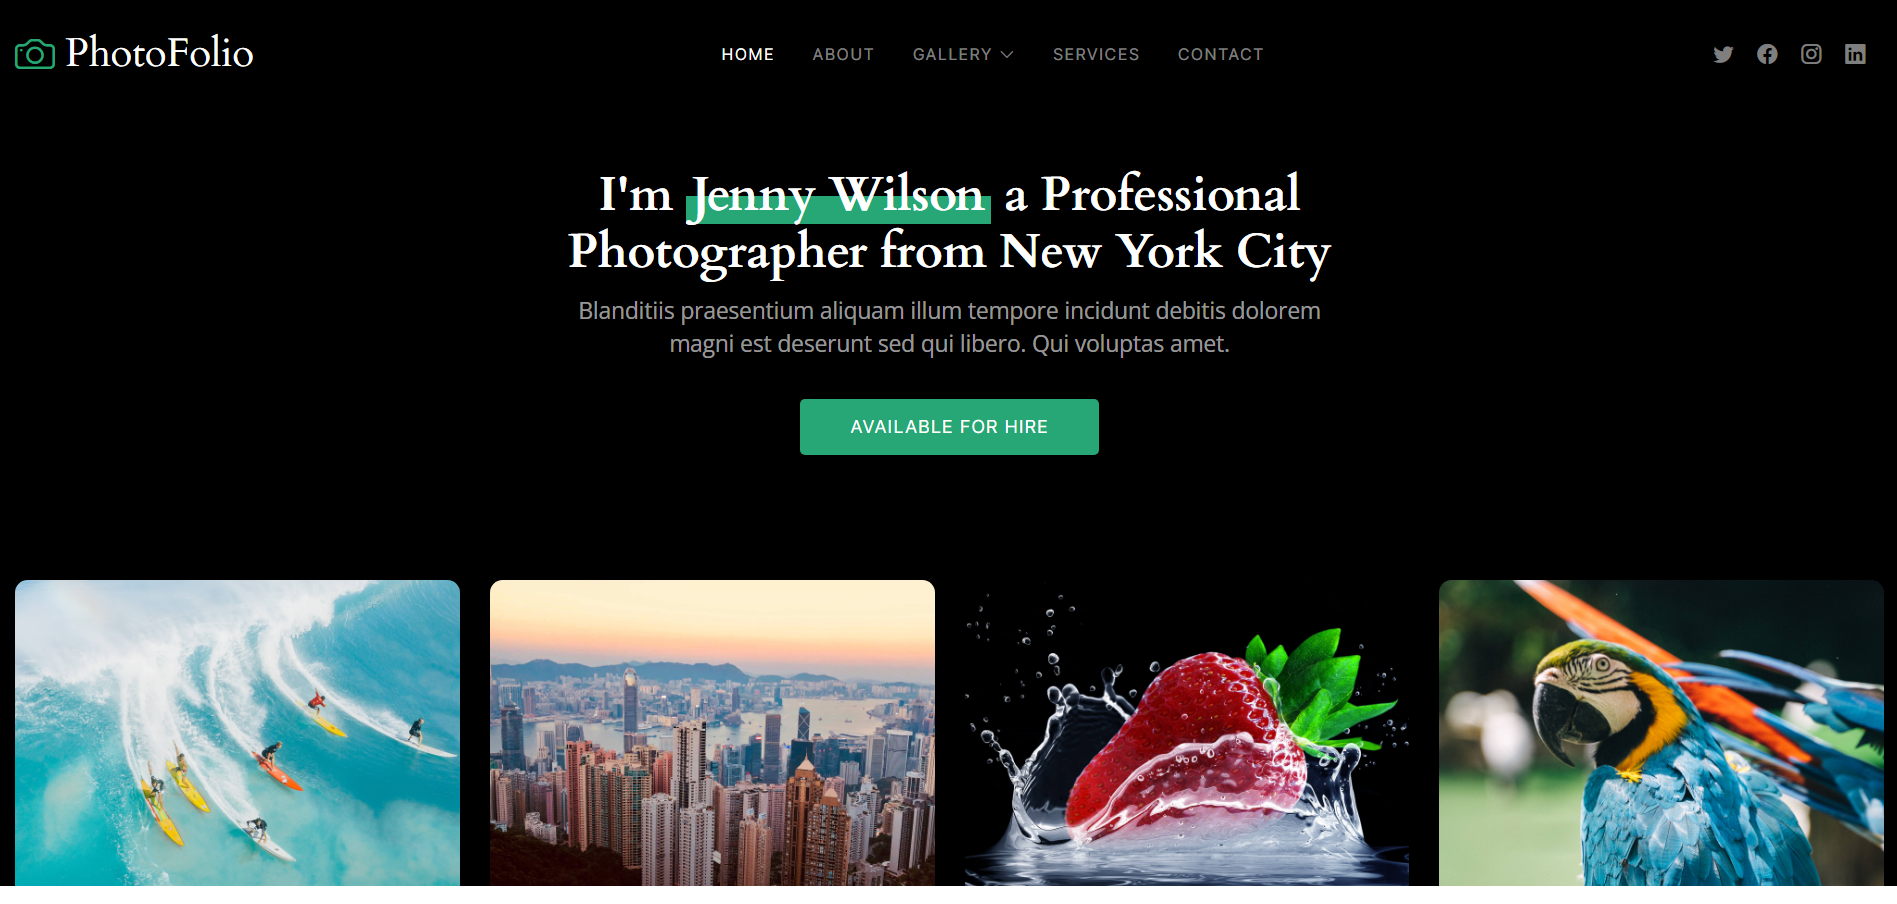 PhotoFolio
HOME ABOUT GALLERY SERVICES CONTACT
I'm Jenny Wilson a Professional
Photographer from New York City
Blanditiis praesentium aliquam illum tempore incidunt debitis dolorem
magni est deserunt sed qui libero. Qui voluptas amet.
AVAILABLE FOR HIRE